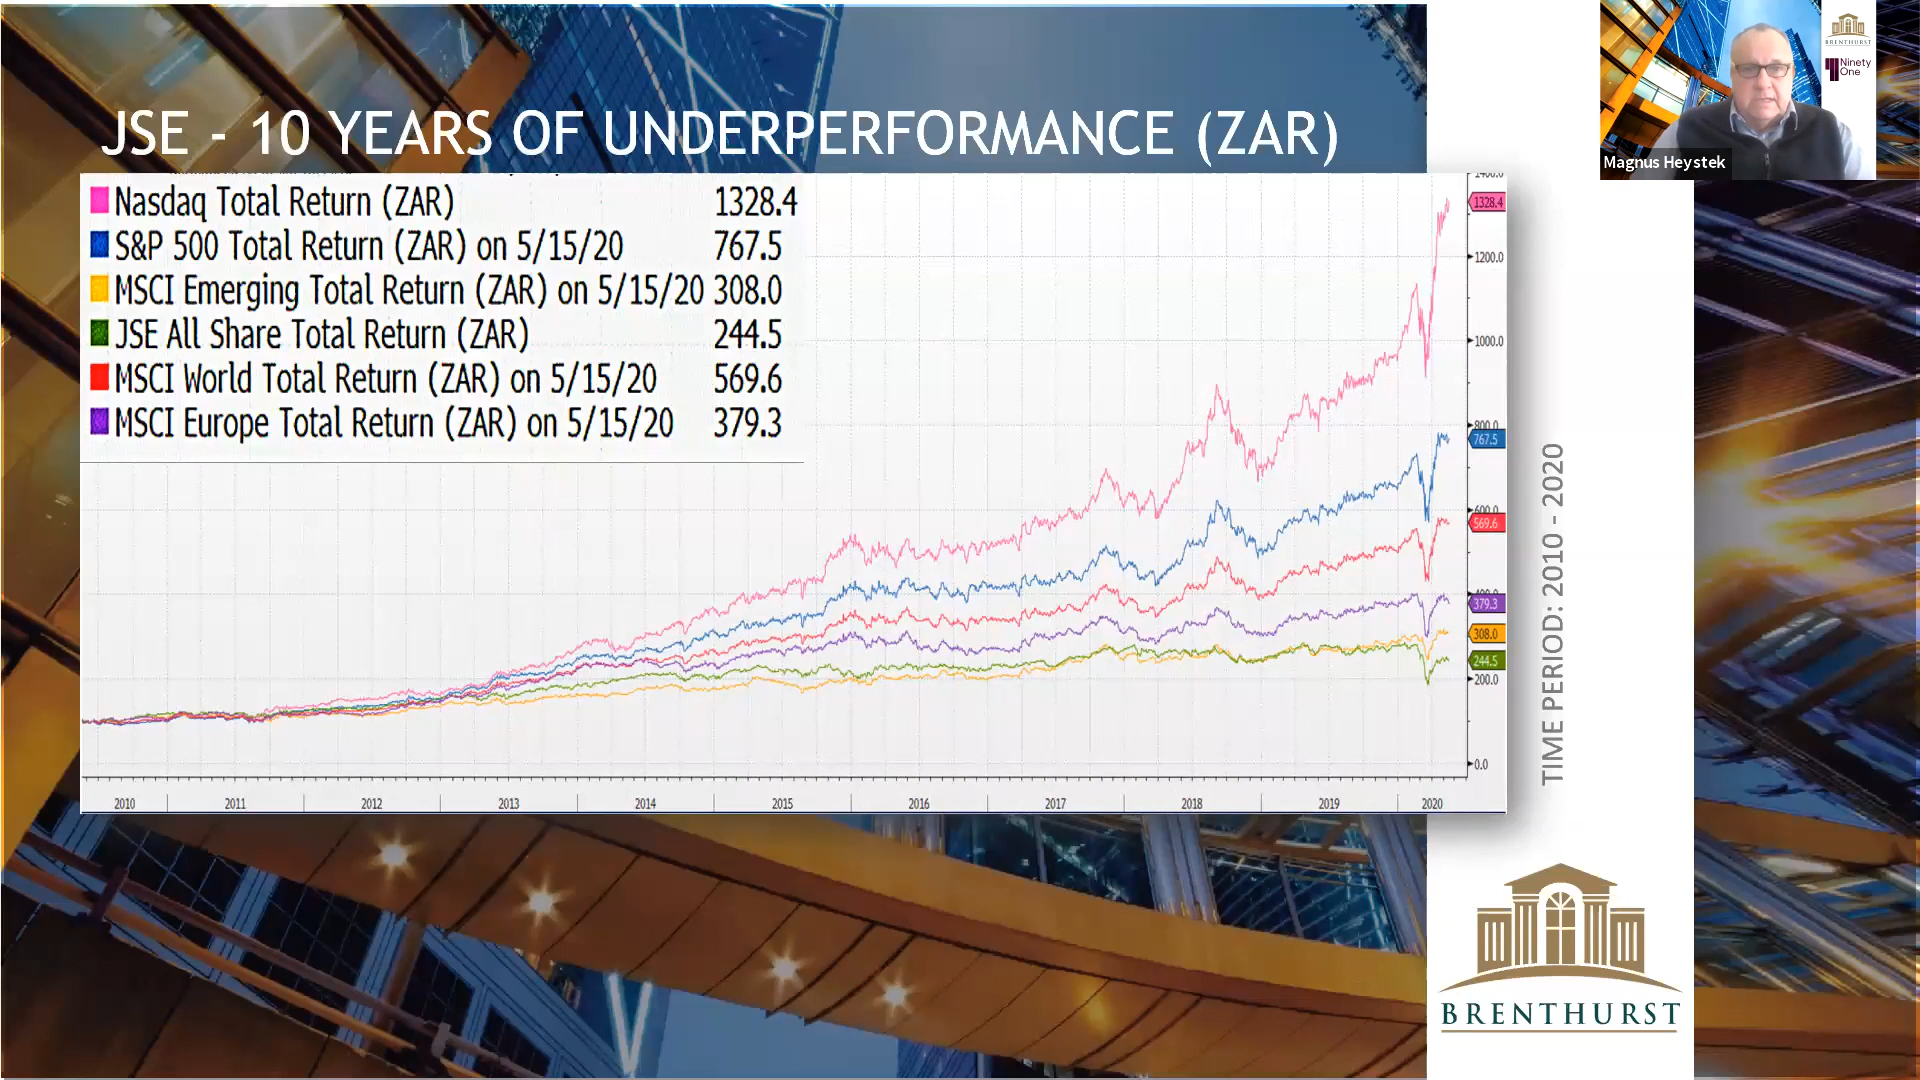 JSE - 10 YEARS OF UNDERPERFORMANCE (ZAR)
BRENTHURST
Ninety
One
Magnus Heystek
Nasdaq Total Return (ZAR) 1328.4
S&P 500 Total Return (ZAR) on 5/15/20 767.5
MSCI Emerging Total Return (ZAR) on 5/15/20 308.0
JSE All Share Total Return (ZAR) 244.5
MSCI World Total Return (ZAR) on 5/15/20 569.6
MSCI Europe Total Return (ZAR) on 5/15/20 379.3
1328.4
1200.0
1000.0
800.0
767.5
600.0
569.6
379.3
308.0
244.5
200.0
0.0
2010 2011 2012 2013 2014 2015 2016 2017 2018 2019 2020
TIME PERIOD: 2010 - 2020
BRENTHURST